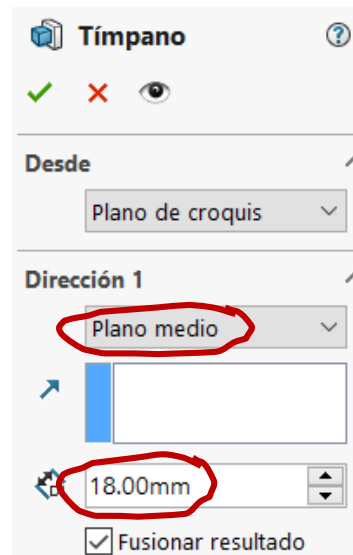 Tímpano
Desde
Plano de croquis
Dirección 1
Plano medio
18.00mm
Fusionar resultado